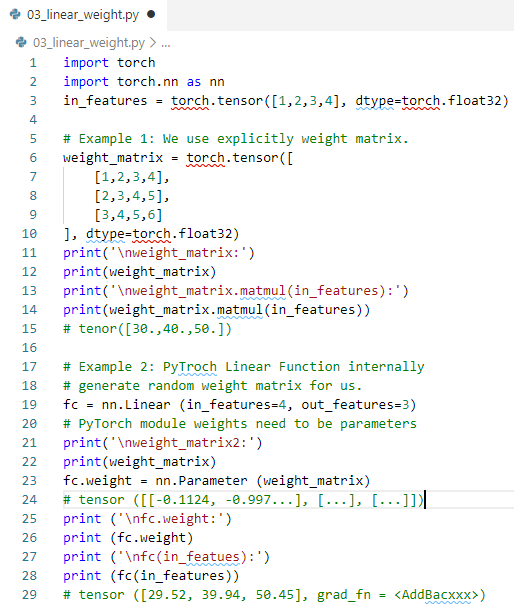 03_linear_weight.py
03_linear_weight.py > ...
1 import torch
2 import torch.nn as nn
3 in_features = torch.tensor([1,2,3,4], dtype=torch.float32)
4
5 # Example 1: We use explicitly weight matrix.
6 weight_matrix = torch.tensor([
7 [1,2,3,4],
8 [2,3,4,5],
9 [3,4,5,6]
10 ], dtype=torch.float32)
11 print('\nweight_matrix:')
12 print(weight_matrix)
13 print('\nweight_matrix.matmul(in_features):')
14 print(weight_matrix.matmul(in_features))
15 # tenor([30.,40.,50.])
16
17 # Example 2: PyTroch Linear Function internally
18 # generate random weight matrix for us.
19 fc = nn.Linear (in_features=4, out_features=3)
20 # PyTorch module weights need to be parameters
21 print('\nweight_matrix2:')
22 print(weight_matrix)
23 fc.weight = nn.Parameter (weight_matrix)
24 # tensor ([[-0.1124, -0.997...], [...], [...]])
25 print ('\nfc.weight:')
26 print (fc.weight)
27 print ('\nfc(in_featues):')
28 print (fc(in_features))
29 # tensor ([29.52, 39.94, 50.45], grad_fn = <AddBacxxx>)